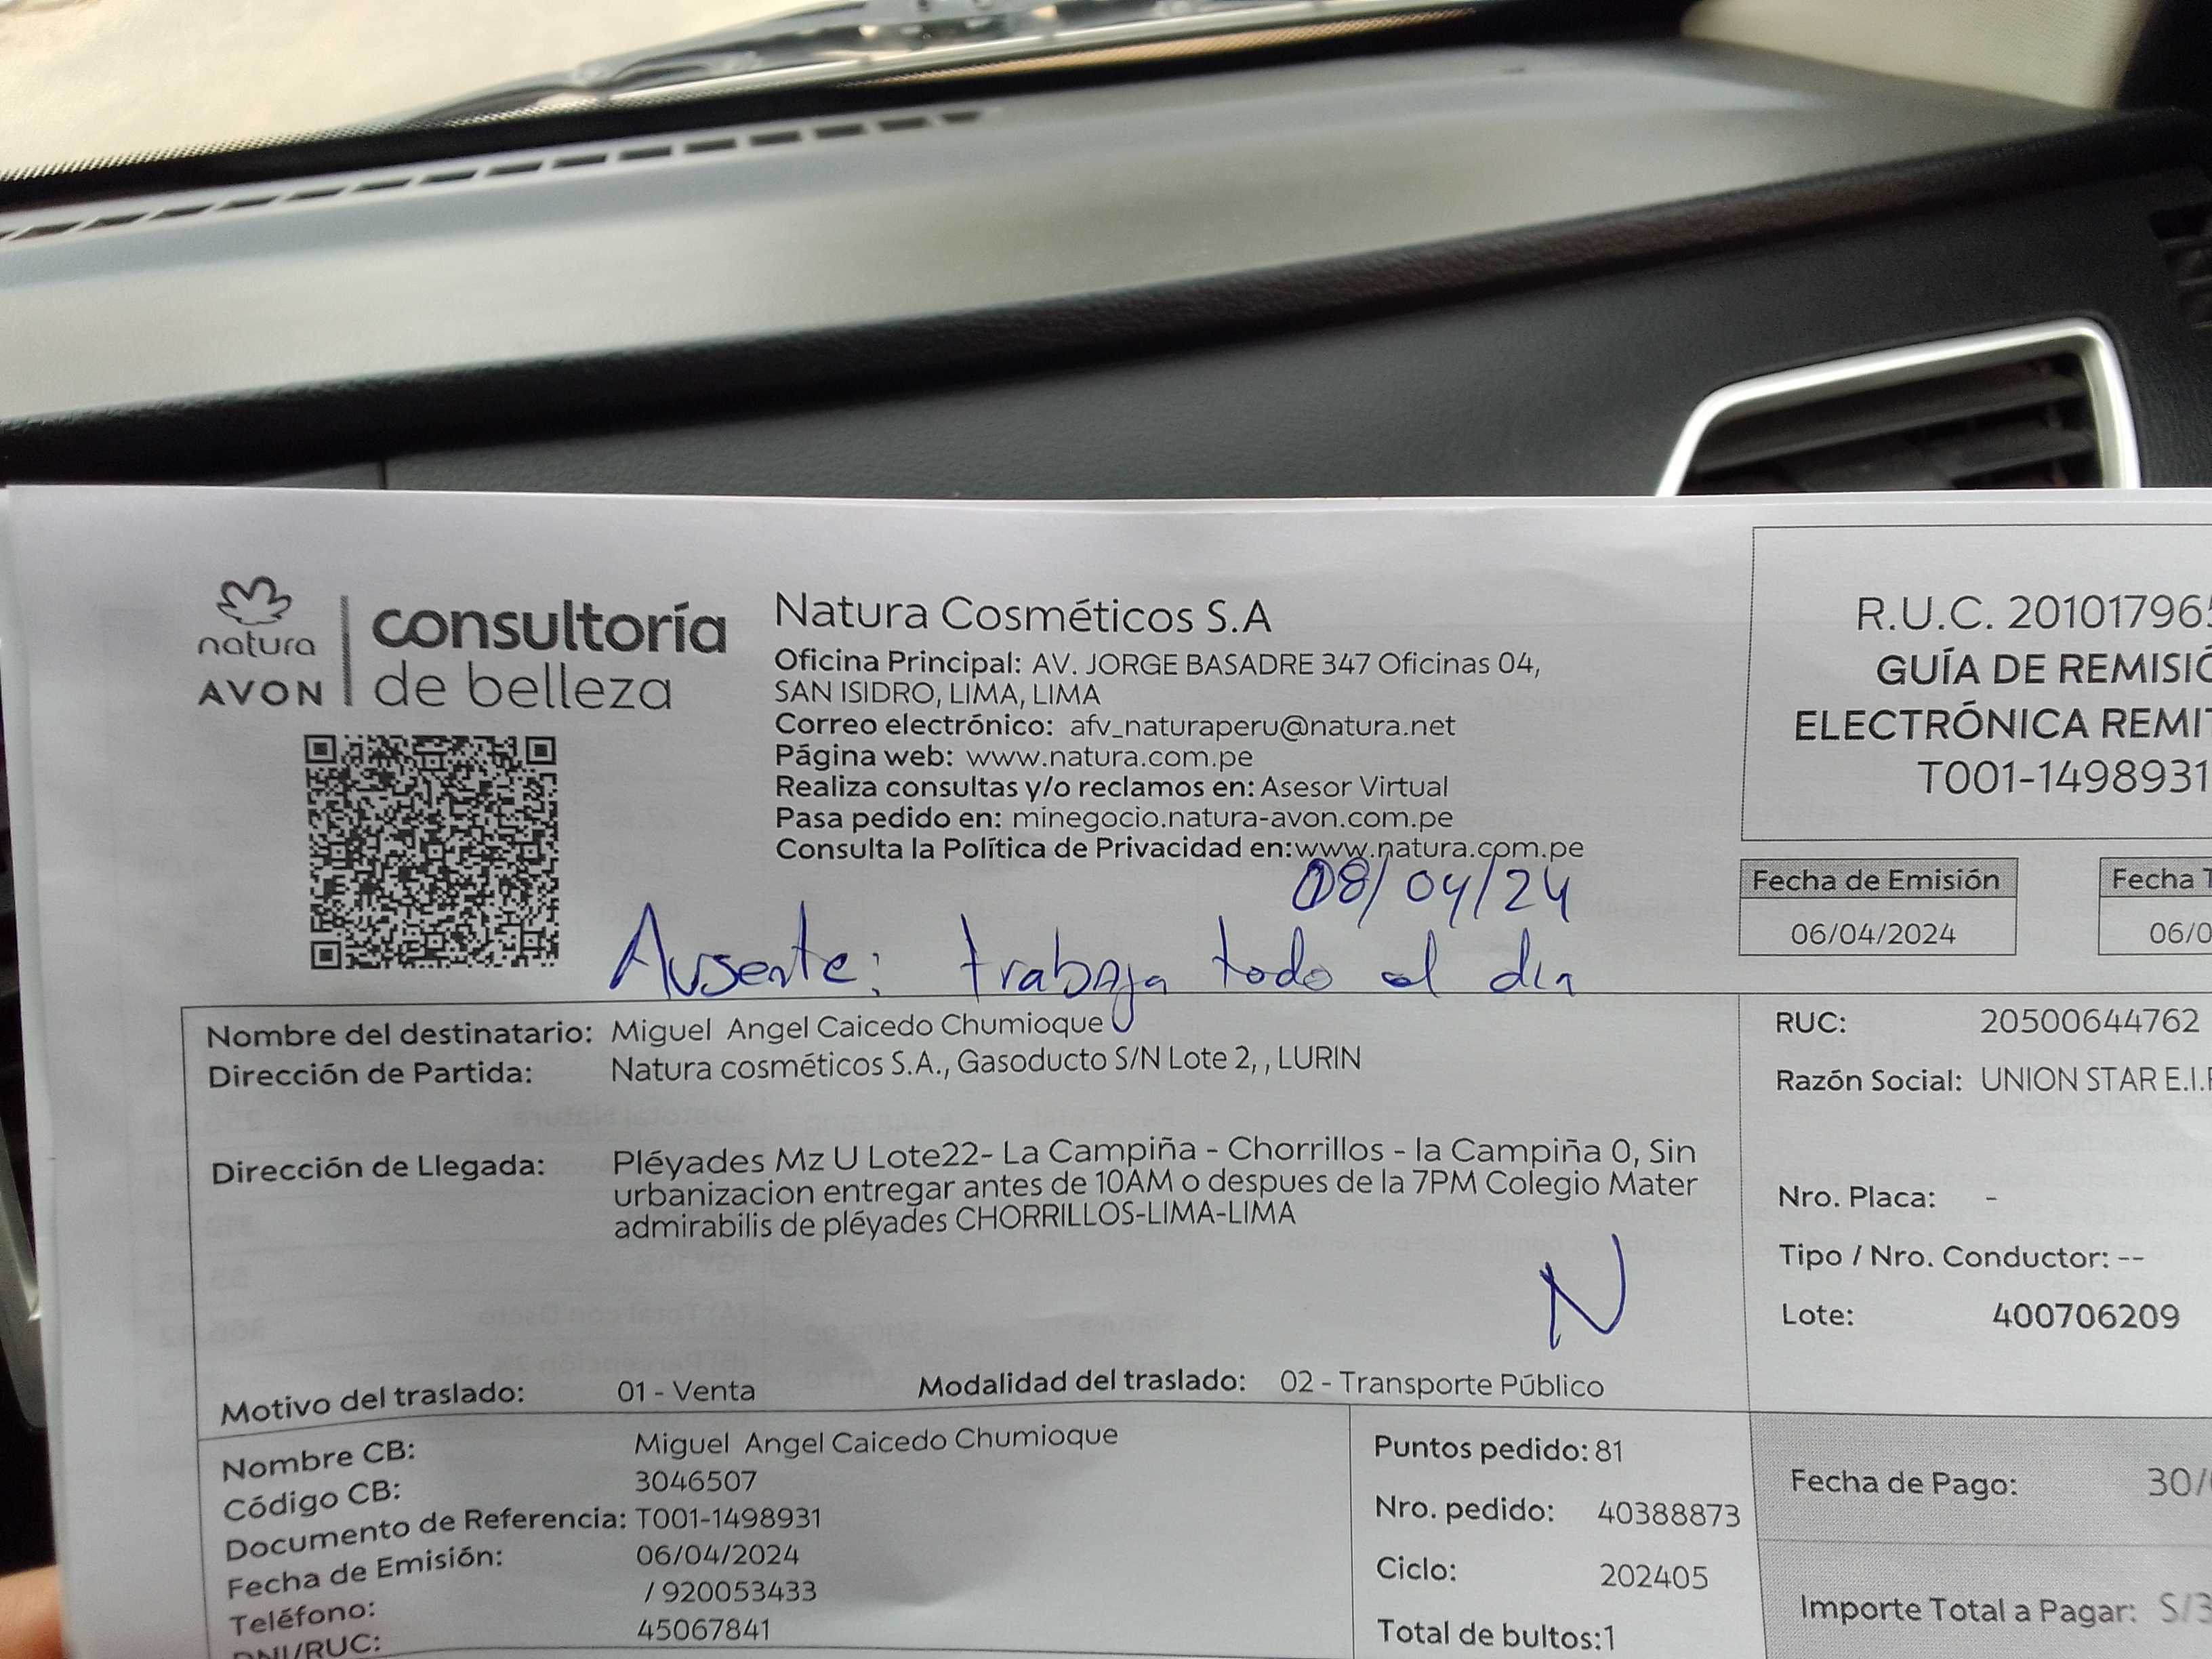 natura
AVON
consultoría
de belleza
Natura Cosméticos S.A
Oficina Principal: AV. JORGE BASADRE 347 Oficinas 04,
SAN ISIDRO, LIMA, LIMA
Correo electrónico: afv_naturaperu@natura.net
Página web: www.natura.com.pe
Realiza consultas y/o reclamos en: Asesor Virtual
Pasa pedido en: minegocio.natura-avon.com.pe
Consulta la Política de Privacidad en:www.natura.com.pe
R.U.C. 20101796
GUÍA DE REMISIÓ
ELECTRÓNICA REMIT
T001-1498931
Fecha de Emisión
06/04/2024
Fecha T
06/0
08/04/24
Ausente: trabaja todo el dia
Nombre del destinatario: Miguel Angel Caicedo Chumioque
Dirección de Partida: Natura cosméticos S.A., Gasoducto S/N Lote 2, , LURIN
Dirección de Llegada: Pléyades Mz U Lote22- La Campiña - Chorrillos - la Campiña 0, Sin
urbanizacion entregar antes de 10AM o despues de la 7PM Colegio Mater
admirabilis de pléyades CHORRILLOS-LIMA-LIMA
N
Motivo del traslado: 01 - Venta Modalidad del traslado: 02 - Transporte Público
RUC: 20500644762
Razón Social: UNION STAR E.I.R
Nro. Placa: -
Tipo / Nro. Conductor: --
Lote: 400706209
Nombre CB: Miguel Angel Caicedo Chumioque
Código CB: 3046507
Documento de Referencia: T001-1498931
Fecha de Emisión: 06/04/2024
Teléfono: / 920053433
DNI/RUC: 45067841
Puntos pedido: 81
Nro. pedido: 40388873
Ciclo: 202405
Total de bultos:1
Fecha de Pago: 30/
Importe Total a Pagar: S/3